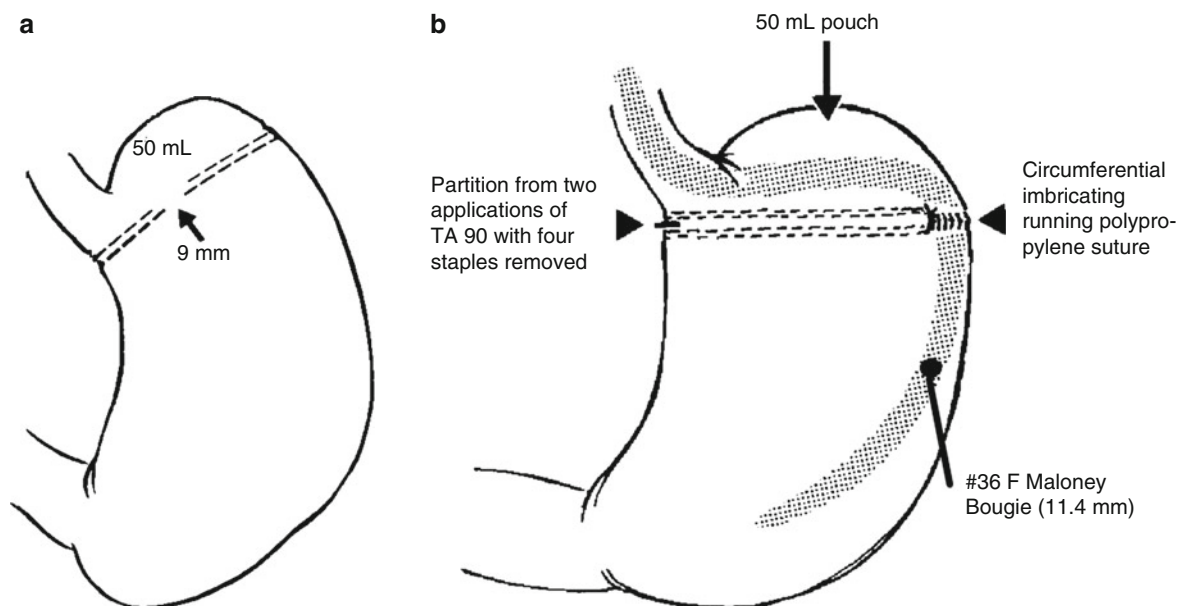 a
50 mL
9 mm
b
50 mL pouch
Partition from two
applications of
TA 90 with four
staples removed
Circumferential
imbricating
running polypro-
pylene suture
#36 F Maloney
Bougie (11.4 mm)